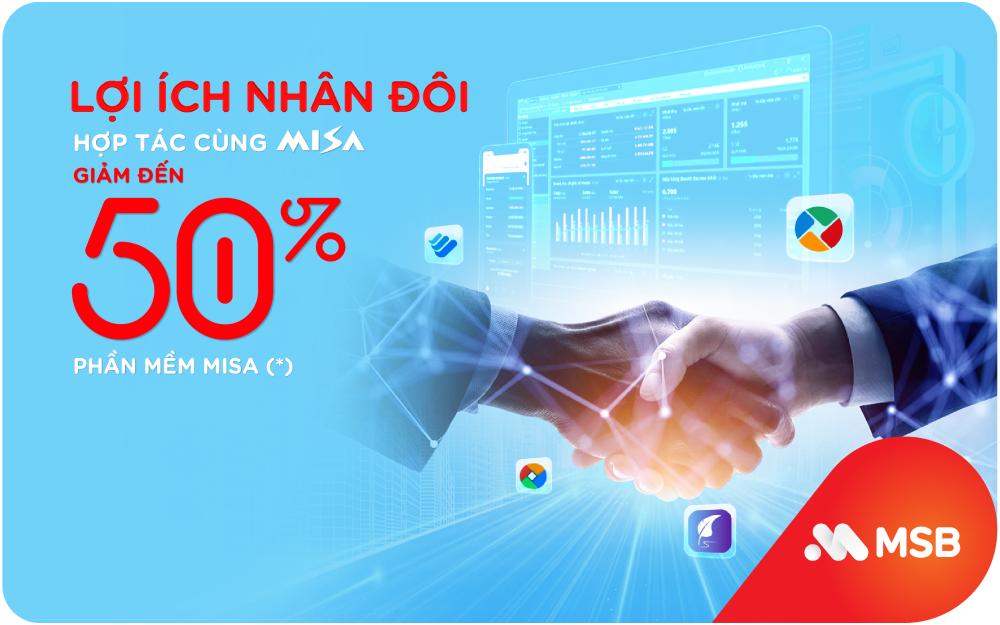 LỢI ÍCH NHÂN ĐÔI
HỢP TÁC CÙNG MISA
GIẢM ĐẾN
50%
PHẦN MỀM MISA (*)
MSB